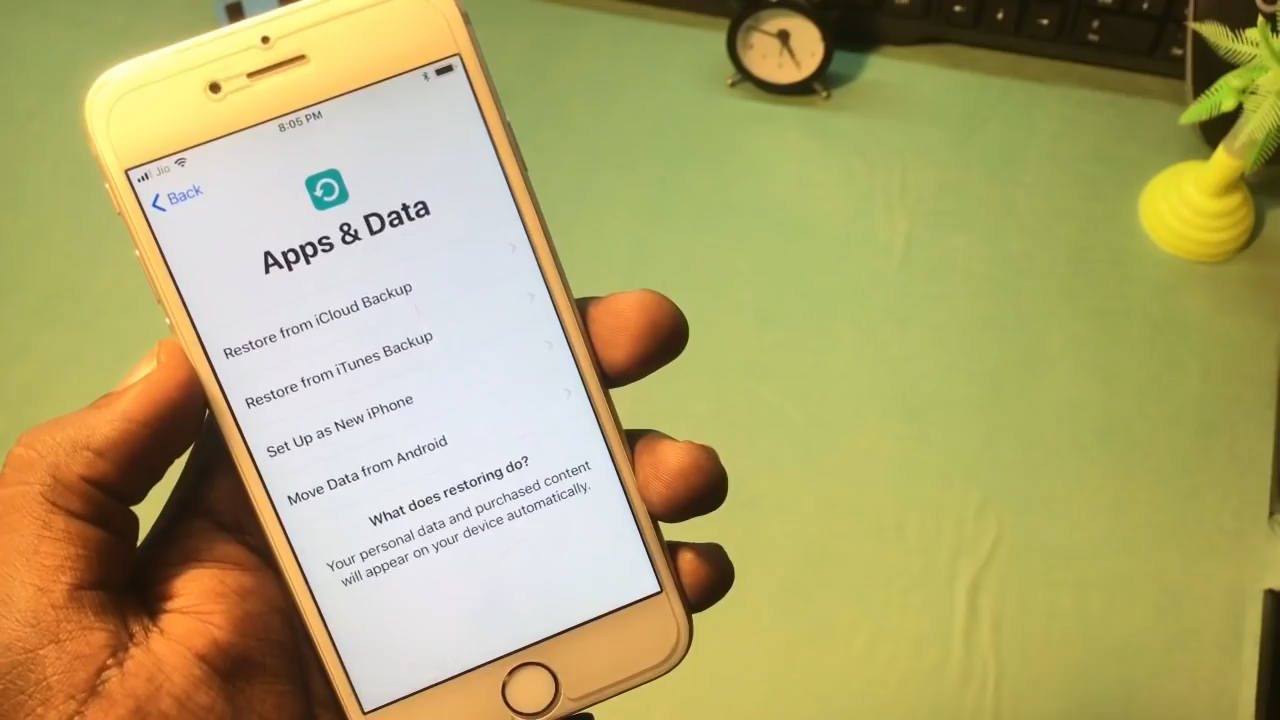 8:05 PM
Jio
Back
Apps & Data
Restore from iCloud Backup
Restore from iTunes Backup
Set Up as New iPhone
Move Data from Android
What does restoring do?
Your personal data and purchased content
will appear on your device automatically.